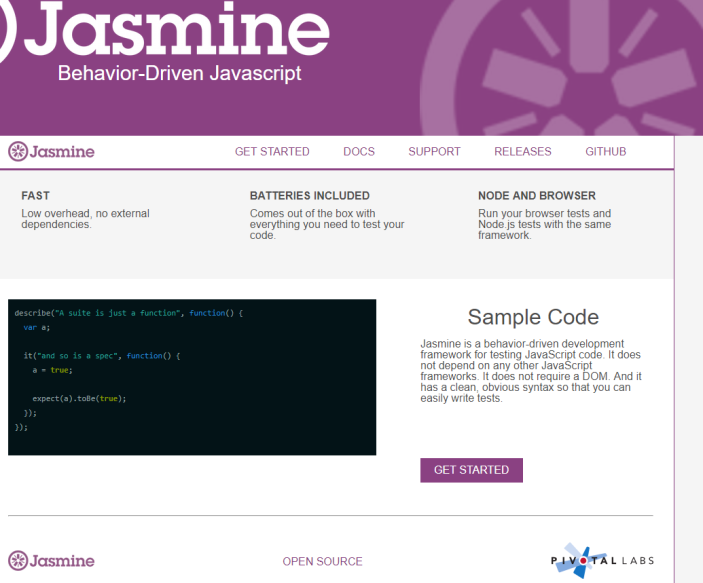 Jasmine
Behavior-Driven Javascript
Jasmine
GET STARTED
DOCS
SUPPORT
RELEASES
GITHUB
FAST
Low overhead, no external
dependencies.
BATTERIES INCLUDED
Comes out of the box with
everything you need to test your
code.
NODE AND BROWSER
Run your browser tests and
Node.js tests with the same
framework.
describe("A suite is just a function", function() {
  var a;
  it("and so is a spec", function() {
    a = true;
    expect(a).toBe(true);
  });
});
Sample Code
Jasmine is a behavior-driven development
framework for testing JavaScript code. It does
not depend on any other JavaScript
frameworks. It does not require a DOM. And it
has a clean, obvious syntax so that you can
easily write tests.
GET STARTED
Jasmine
OPEN SOURCE
PIVOTAL LABS